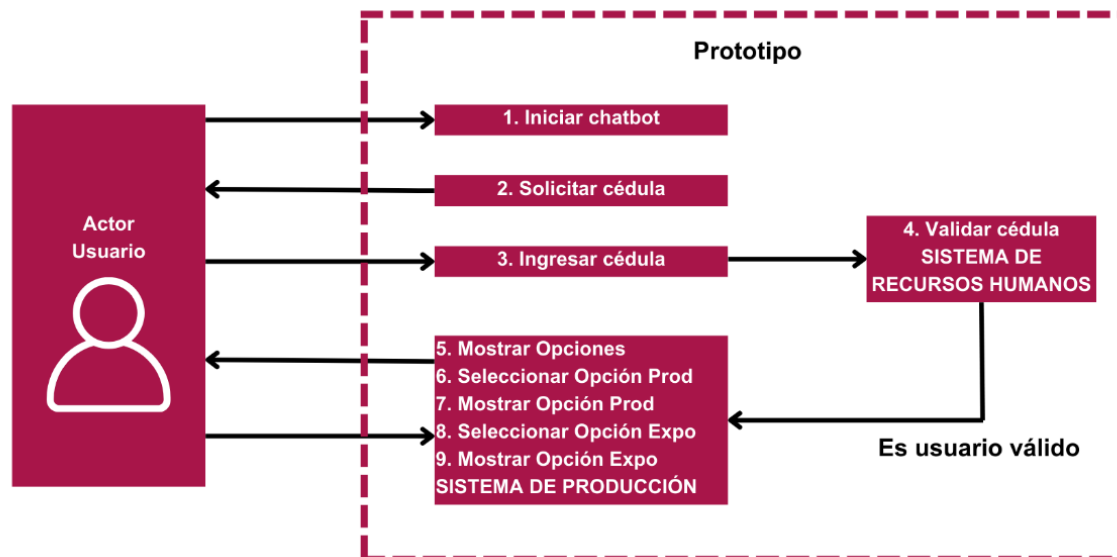 Prototipo
1. Iniciar chatbot
2. Solicitar cédula
Actor
Usuario
3. Ingresar cédula
4. Validar cédula
SISTEMA DE
RECURSOS HUMANOS
5. Mostrar Opciones
6. Seleccionar Opción Prod
7. Mostrar Opción Prod
8. Seleccionar Opción Expo
9. Mostrar Opción Expo
SISTEMA DE PRODUCCIÓN
Es usuario válido